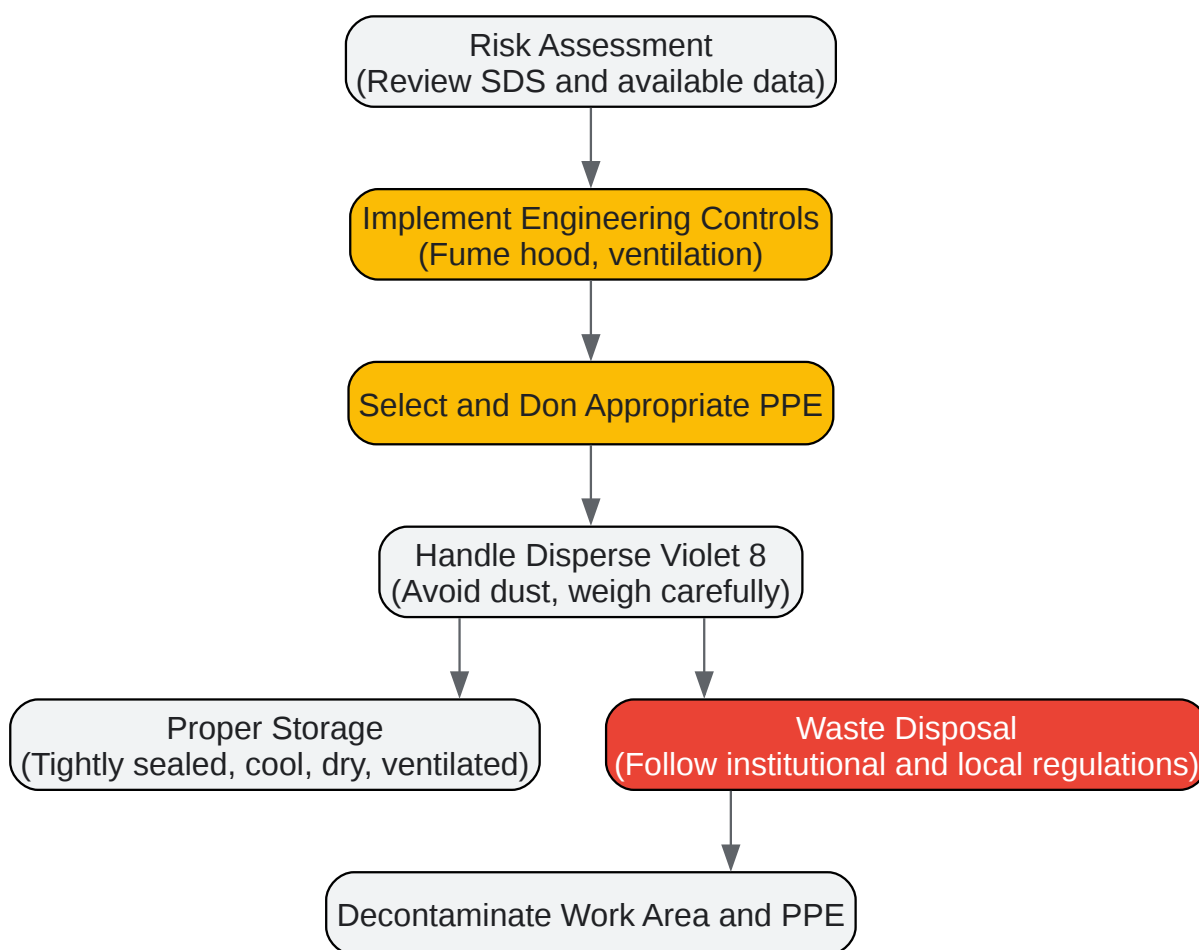 Risk Assessment
(Review SDS and available data)
Implement Engineering Controls
(Fume hood, ventilation)
Select and Don Appropriate PPE
Handle Disperse Violet 8
(Avoid dust, weigh carefully)
Proper Storage
(Tightly sealed, cool, dry, ventilated)
Waste Disposal
(Follow institutional and local regulations)
Decontaminate Work Area and PPE